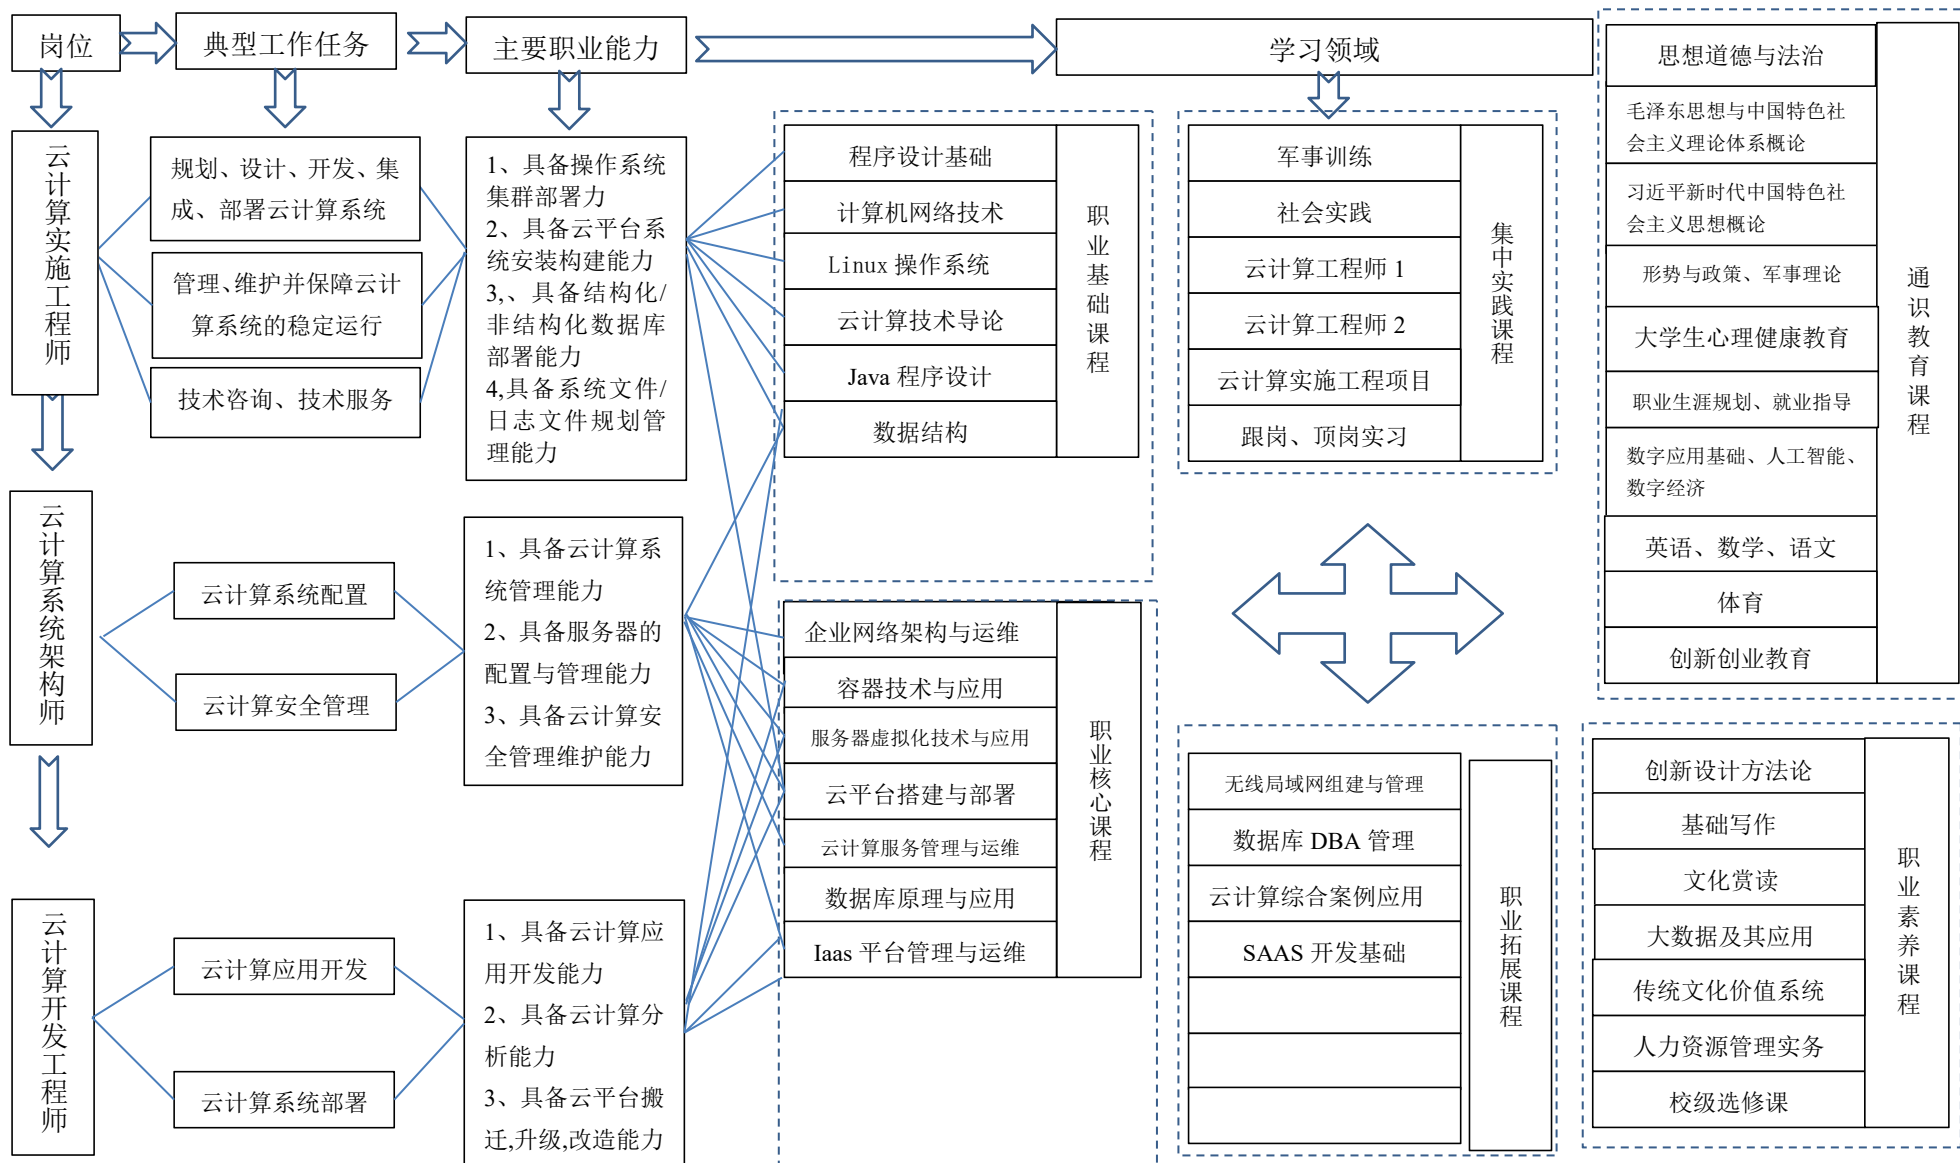 岗位
典型工作任务
主要职业能力
学习领域
云计算实施工程师
规划、设计、开发、集
成、部署云计算系统
管理、维护并保障云计
算系统的稳定运行
技术咨询、技术服务
1、具备操作系统
集群部署力
2、具备云平台系
统安装构建能力
3,、具备结构化/
非结构化数据库
部署能力
4,具备系统文件/
日志文件规划管
理能力
云计算系统架构师
云计算系统配置
云计算安全管理
1、具备云计算系
统管理能力
2、具备服务器的
配置与管理能力
3、具备云计算安
全管理维护能力
云计算开发工程师
云计算应用开发
云计算系统部署
1、具备云计算应
用开发能力
2、具备云计算分
析能力
3、具备云平台搬
迁,升级,改造能力
程序设计基础
计算机网络技术
Linux 操作系统
云计算技术导论
Java 程序设计
数据结构
职业基础课程
企业网络架构与运维
容器技术与应用
服务器虚拟化技术与应用
云平台搭建与部署
云计算服务管理与运维
数据库原理与应用
Iaas 平台管理与运维
职业核心课程
军事训练
社会实践
云计算工程师 1
云计算工程师 2
云计算实施工程项目
跟岗、顶岗实习
集中实践课程
无线局域网组建与管理
数据库 DBA 管理
云计算综合案例应用
SAAS 开发基础
职业拓展课程
思想道德与法治
毛泽东思想与中国特色社
会主义理论体系概论
习近平新时代中国特色社
会主义思想概论
形势与政策、军事理论
大学生心理健康教育
职业生涯规划、就业指导
数字应用基础、人工智能、
数字经济
英语、数学、语文
体育
创新创业教育
通识教育课程
创新设计方法论
基础写作
文化赏读
大数据及其应用
传统文化价值系统
人力资源管理实务
校级选修课
职业素养课程